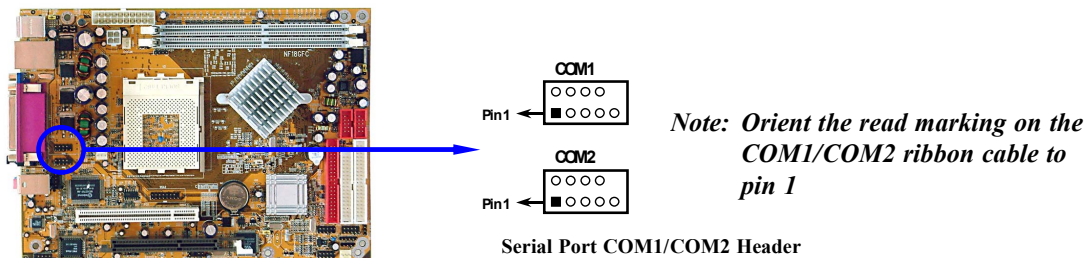 NF18GFC
COM1
Pin1
COM2
Pin1
Serial Port COM1/COM2 Header
Note: Orient the read marking on the
COM1/COM2 ribbon cable to
pin 1